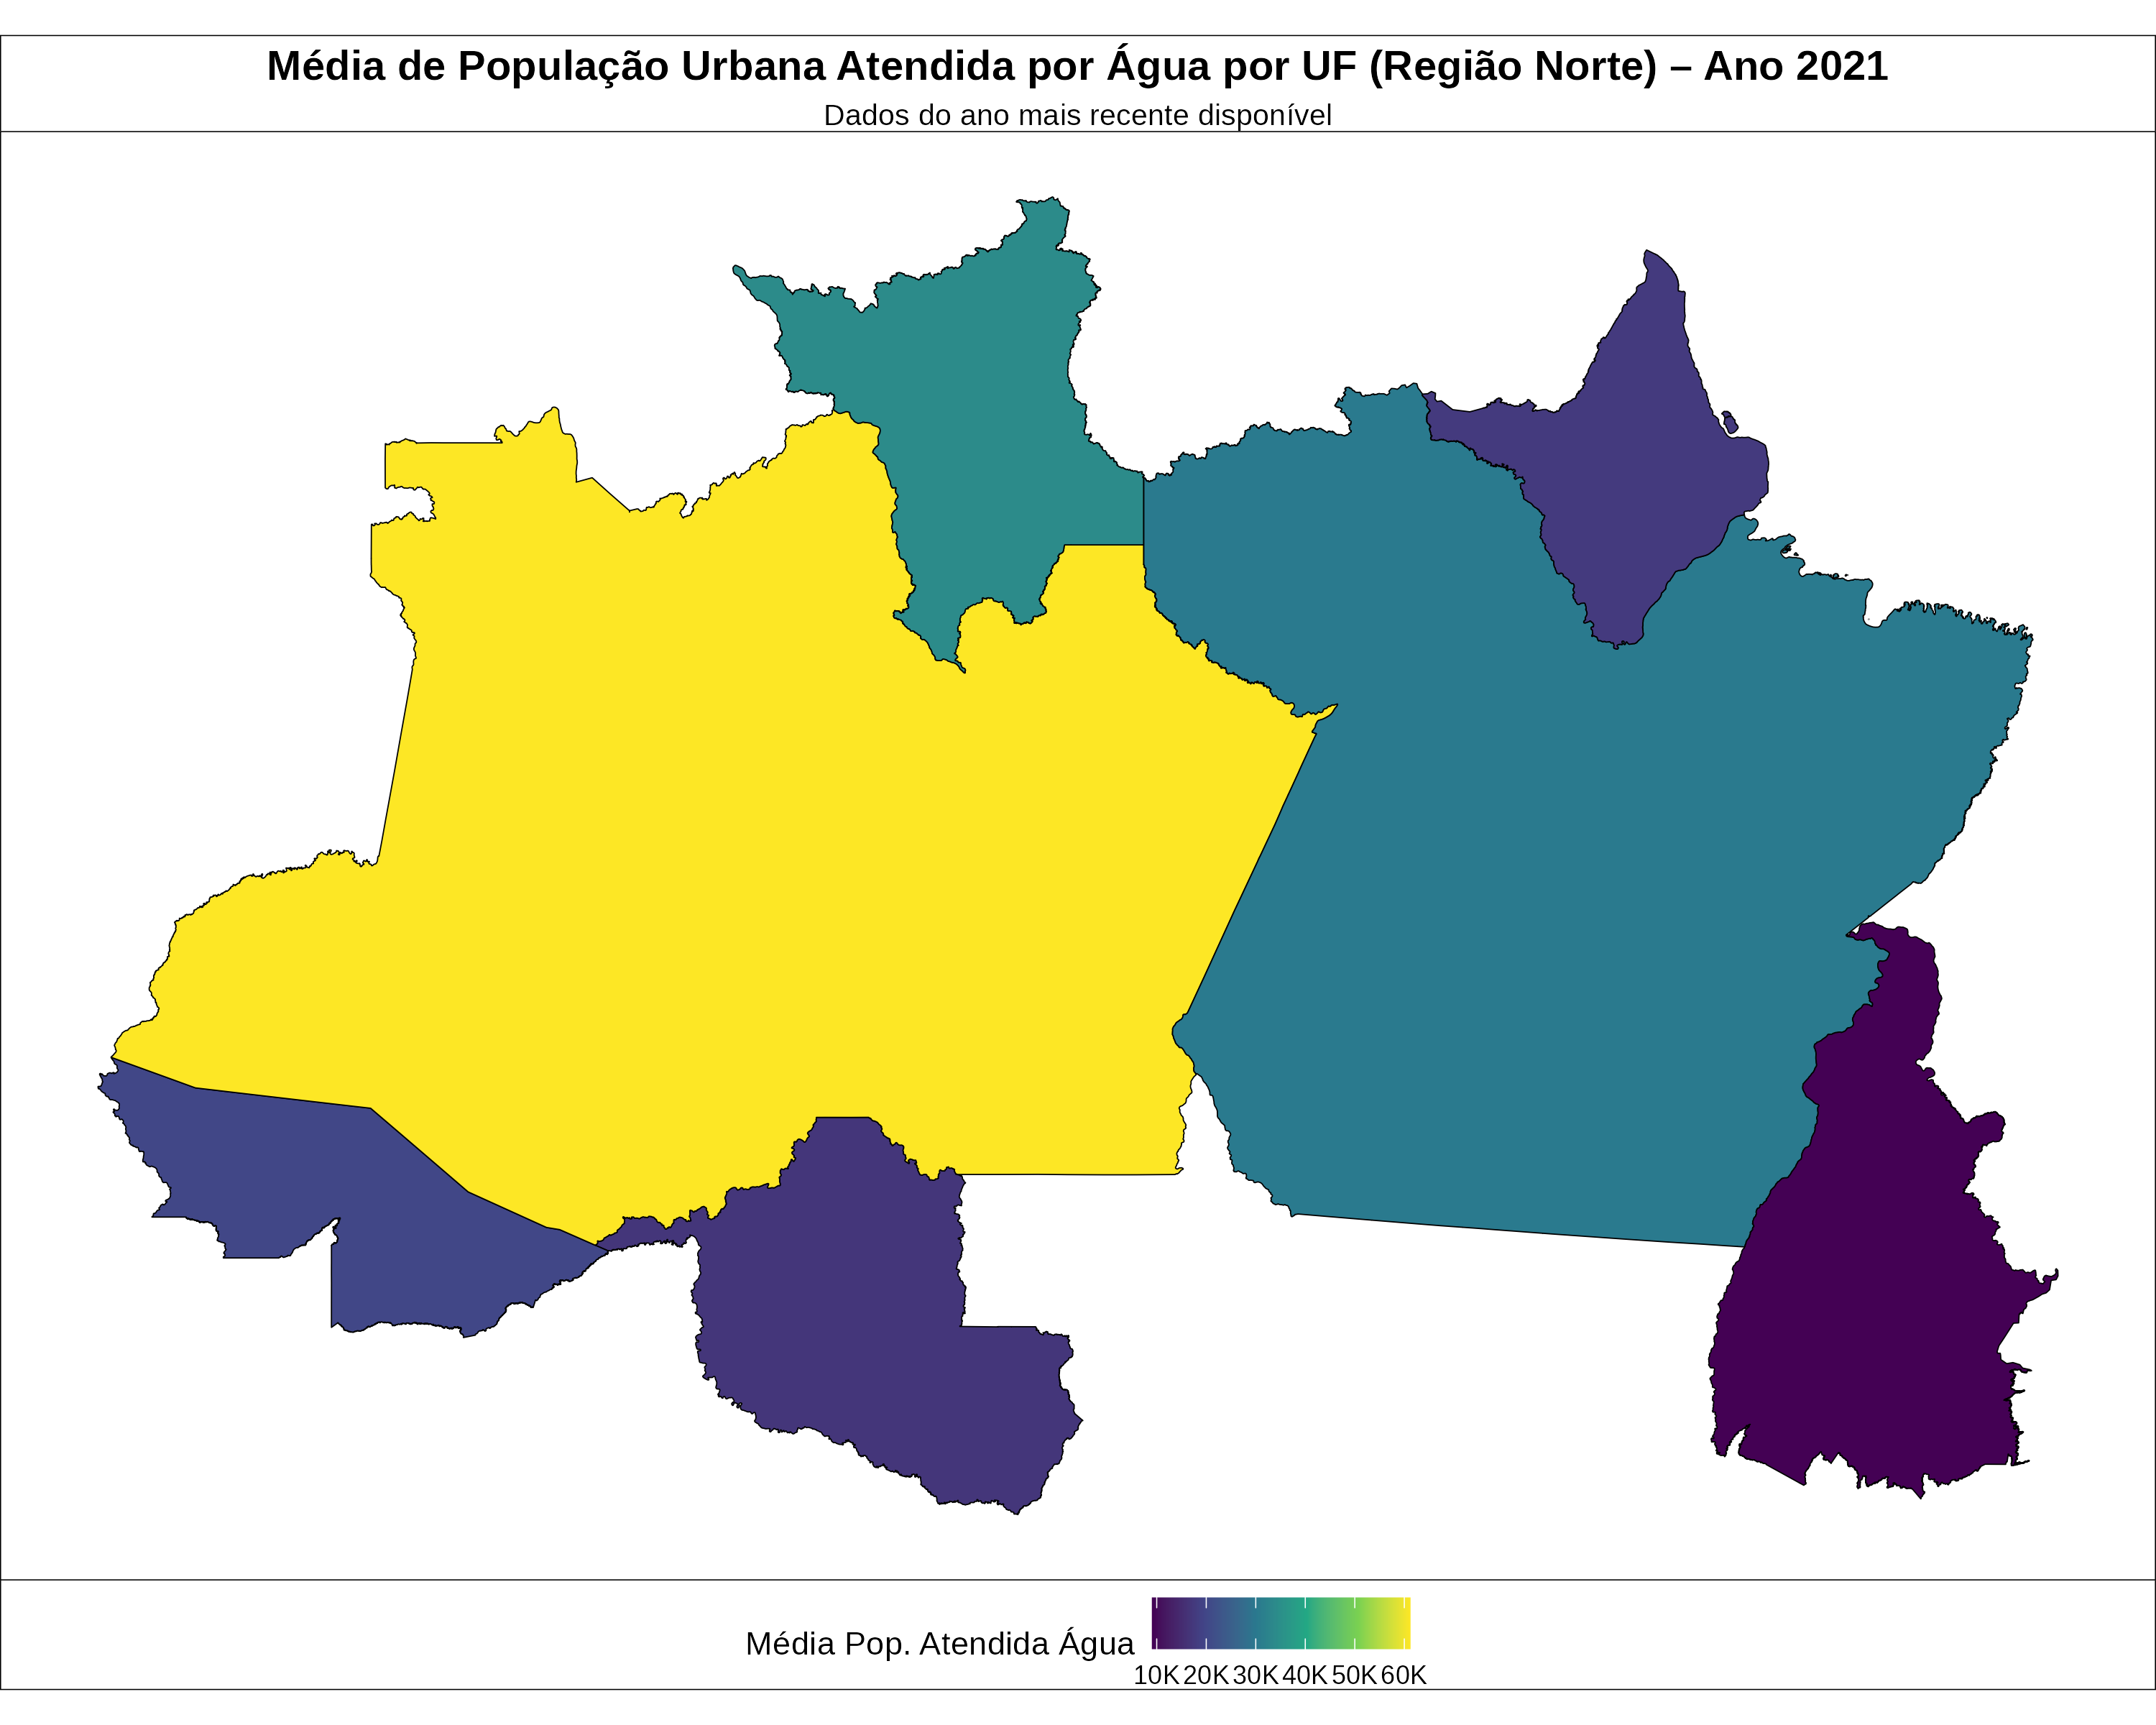 Média de População Urbana Atendida por Água por UF (Região Norte) – Ano 2021
Dados do ano mais recente disponível
Média Pop. Atendida Água
10K 20K 30K 40K 50K 60K